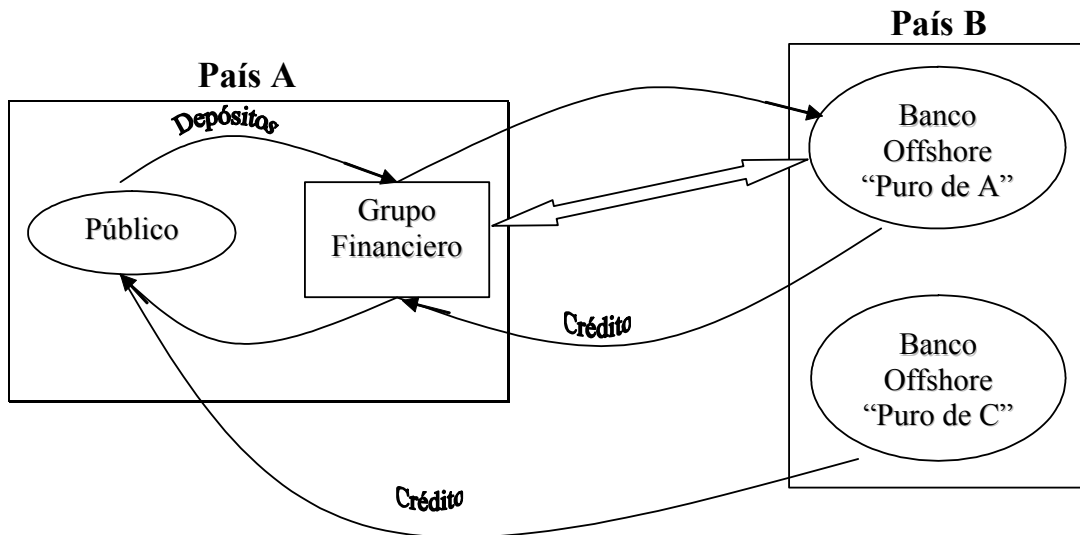 País B
País A
Depósitos
Banco
Offshore
“Puro de A”
Grupo
Financiero
Público
Crédito
Banco
Offshore
“Puro de C”
Crédito